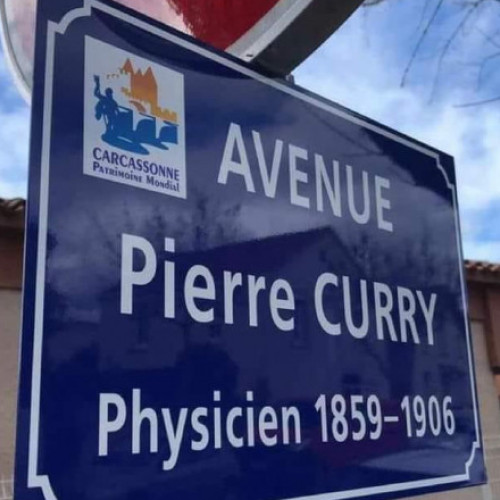 CARCASSONNE
PATRIMOINE MONDIAL
AVENUE
Pierre CURRY
Physicien 1859–1906